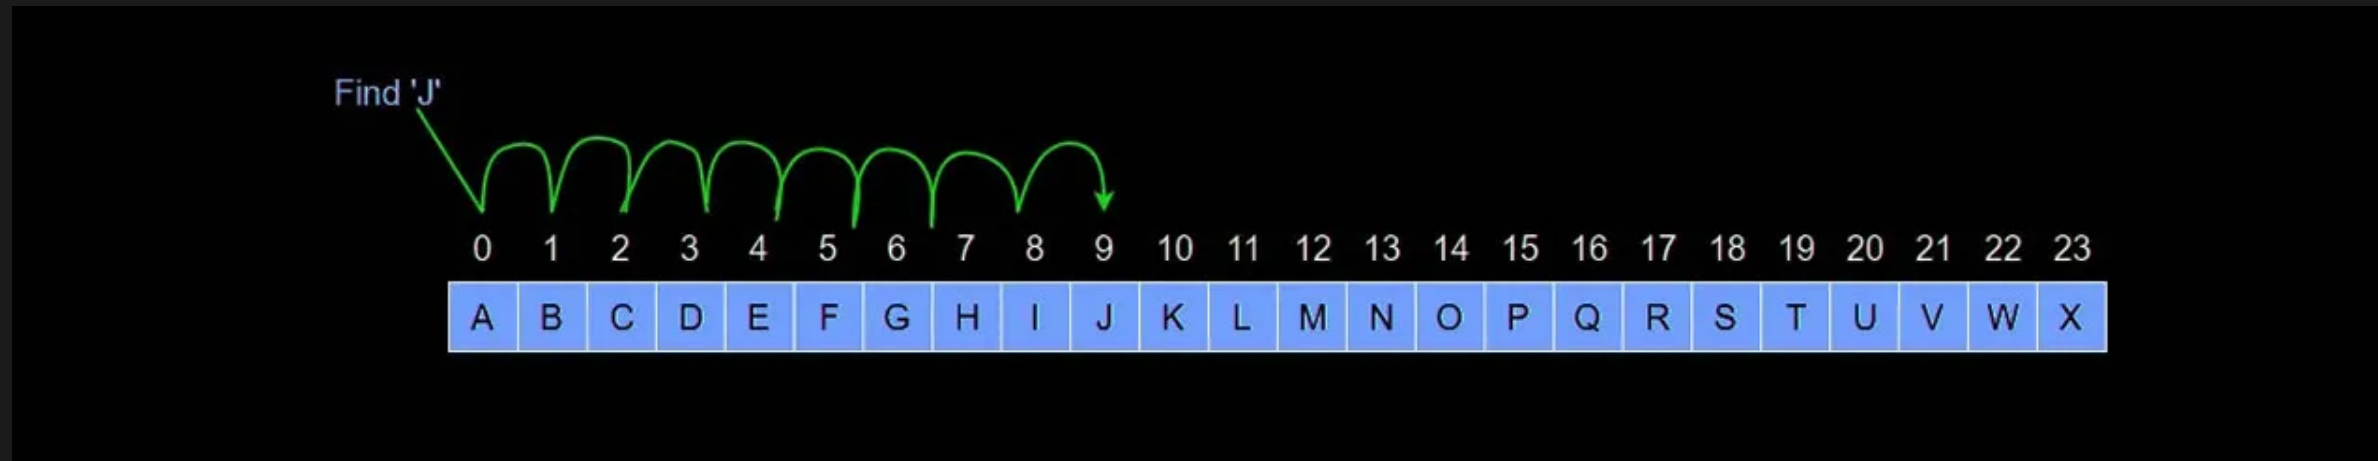 Find 'J'
0 1 2 3 4 5 6 7 8 9 10 11 12 13 14 15 16 17 18 19 20 21 22 23
A B C D E F G H I J K L M N O P Q R S T U V W X